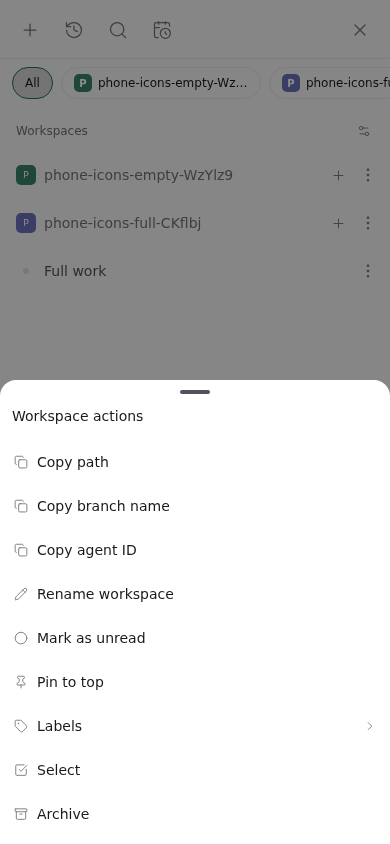 All
P phone-icons-empty-Wz...
P phone-icons-fu
Workspaces
P phone-icons-empty-WzYlz9
P phone-icons-full-CKflbj
Full work
Workspace actions
Copy path
Copy branch name
Copy agent ID
Rename workspace
Mark as unread
Pin to top
Labels
Select
Archive